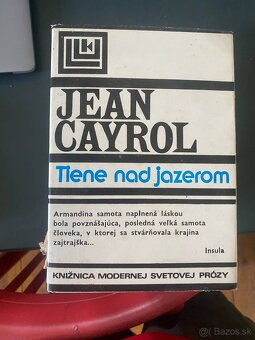 JEAN
CAYROL
Tiene nad jazerom
Armandina samota naplnená láskou
bola povznášajúca, posledná veľká samota
človeka, v ktorej sa stvárňovala krajina
zajtrajška...
Insula
KNIŽNICA MODERNEJ SVETOVEJ PRÓZY
Bazos.sk